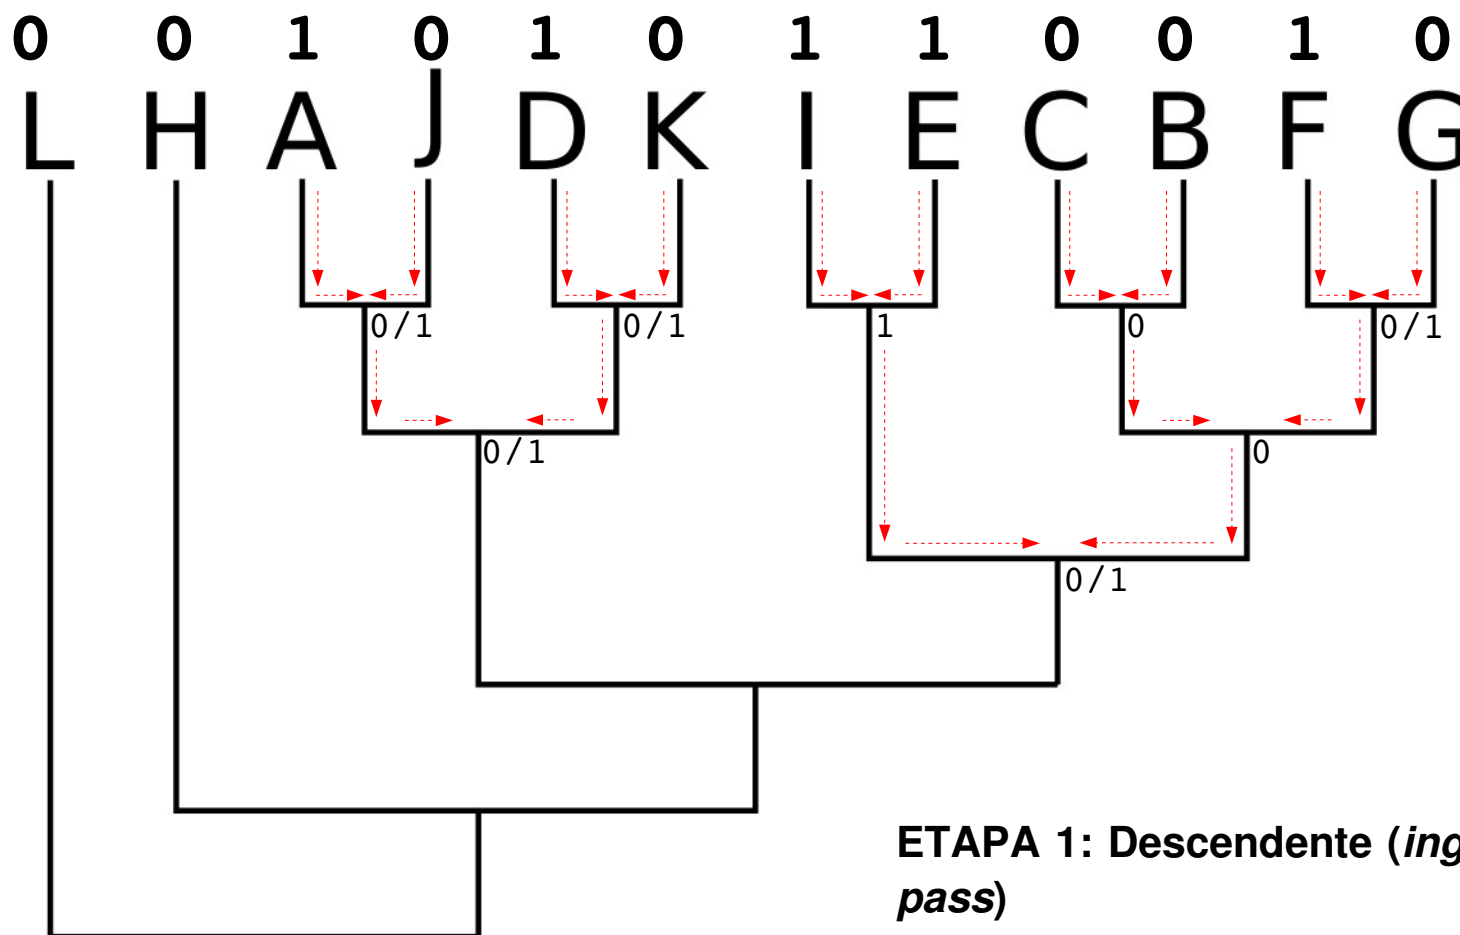 0 0 1 0 1 0 1 1 0 0 1 0
L H A J D K I E C B F G
0/1 0/1 1 0 0/1
0/1 0
0/1
ETAPA 1: Descendente (ing
pass)